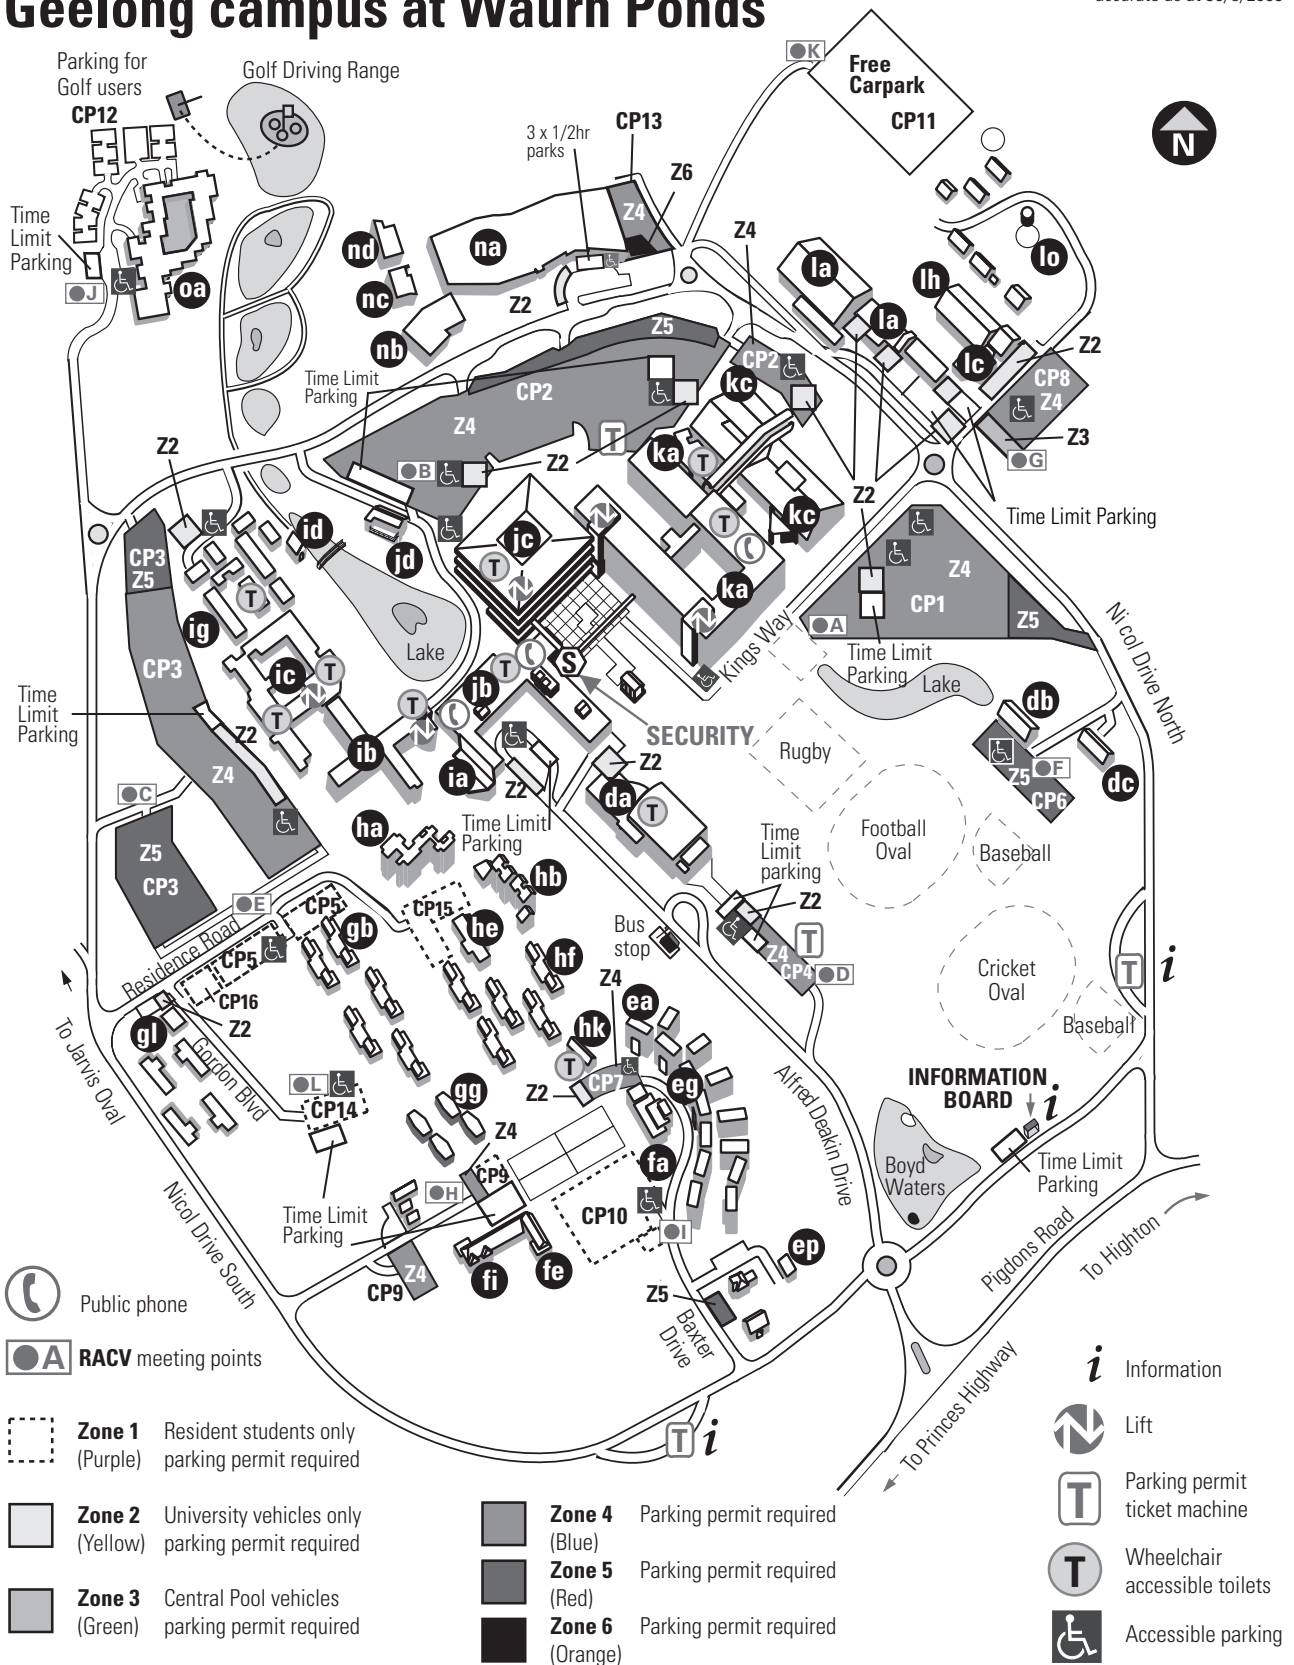 Geelong campus at Waurn Ponds
Parking for
Golf users
CP12
Golf Driving Range
K
Free
Carpark
CP11
N
3 x 1/2hr
parks
CP13
Z6
Z4
Time
Limit
Parking
J
oa
nd
na
nc
nb
Z2
Z4
la
lo
lh
la
lc
Z2
Z5
CP2
Z4
Time Limit
Parking
CP2
kc
CP8
Z4
Z3
G
T
B
Z2
ka
T
kc
Z2
Time Limit Parking
Z2
id
jd
jc
T
T
ka
CP3
Z5
T
ig
CP3
ic
T
T
Lake
T
jb
T
S
SECURITY
Kings Way
A
Z4
CP1
Z5
Time Limit
Parking
Lake
Nicol Drive North
Time
Limit
Parking
Z2
Z4
ib
ia
Z2
Z2
da
T
Rugby
db
F
Z5
CP6
dc
C
ha
Time Limit
Parking
Z5
CP3
hb
Football
Oval
Baseball
Time
Limit
parking
Z2
E
CP5
gb
CP15
he
Bus
stop
T
Z4
CP4
D
Residence Road
CP5
CP16
hf
Z4
Cricket
Oval
T
i
Baseball
gl
Z2
Gordon Blvd
ea
hk
T
CP7
Z2
eg
To Jarvis Oval
L
CP14
gg
Z4
INFORMATION
BOARD
i
Alfred Deakin Drive
fa
CP9
H
CP10
Boyd
Waters
Time Limit
Parking
Time Limit
Parking
I
Nicol Drive South
fi
fe
ep
Pigdons Road
To Highton
CP9
Z4
Z5
Baxter
Drive
To Princes Highway
T
i
Public phone
A
RACV meeting points
Zone 1 Resident students only
(Purple) parking permit required
Zone 2 University vehicles only
(Yellow) parking permit required
Zone 3 Central Pool vehicles
(Green) parking permit required
Zone 4 Parking permit required
(Blue)
Zone 5 Parking permit required
(Red)
Zone 6 Parking permit required
(Orange)
i Information
Lift
T Parking permit
ticket machine
T Wheelchair
accessible toilets
Accessible parking